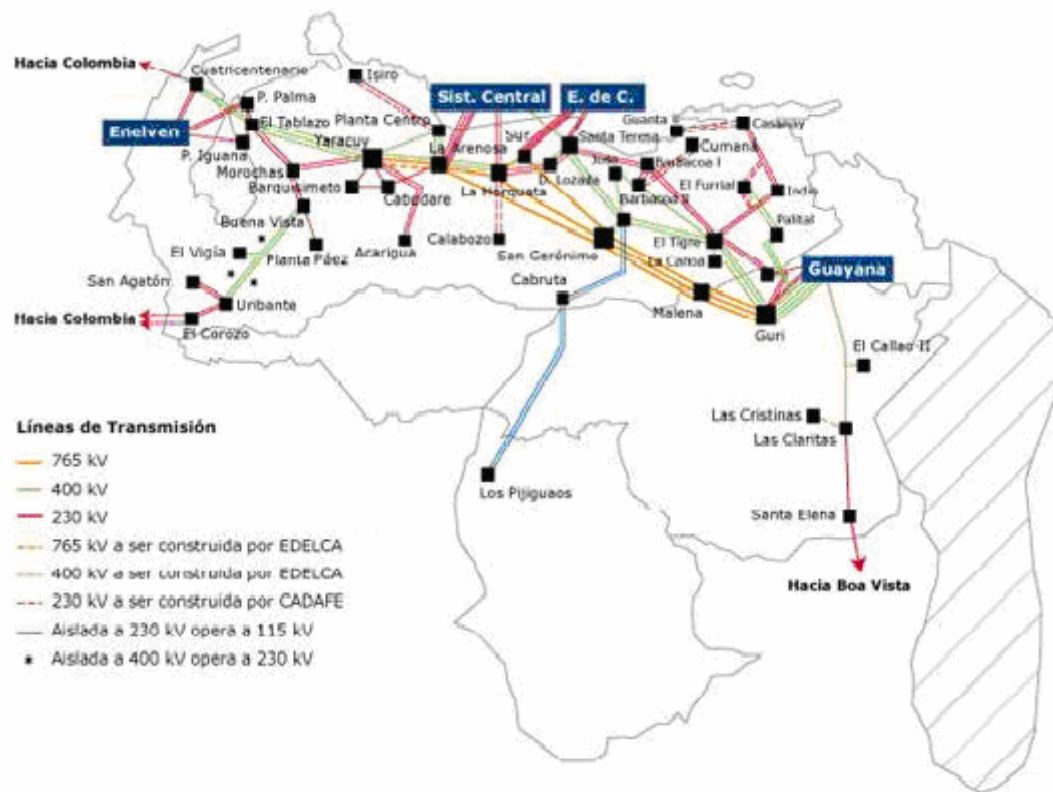 Hacia Colombia
Cuatricentenario
Isiro
P. Palma
Sist. Central
E. de C.
Planta Centro
Guanta II
Casanay
Enelven
El Tablazo
Yaracuy
La Arenosa
Sur
Santa Teresa
Cumana
P. Iguana
Jose
Barbacoa I
Morochas
Barquisimeto
La Horqueta
D. Lozada
El Furrial
Indio
Cabudare
Barbacoa II
Buena Vista
Palital
El Vigía
Planta Páez
Acarigua
Calabozo
San Gerónimo
El Tigre
La Canoa
San Agatón
Cabruta
Guayana
Uribante
Hacia Colombia
El Corozo
Malena
Guri
El Callao II
Las Cristinas
Las Claritas
Líneas de Transmisión
765 kV
400 kV
230 kV
765 kV a ser construida por EDELCA
400 kV a ser construida por EDELCA
230 kV a ser construida por CADAFE
Aislada a 230 kV opera a 115 kV
Aislada a 400 kV opera a 230 kV
Los Pijiguaos
Santa Elena
Hacia Boa Vista